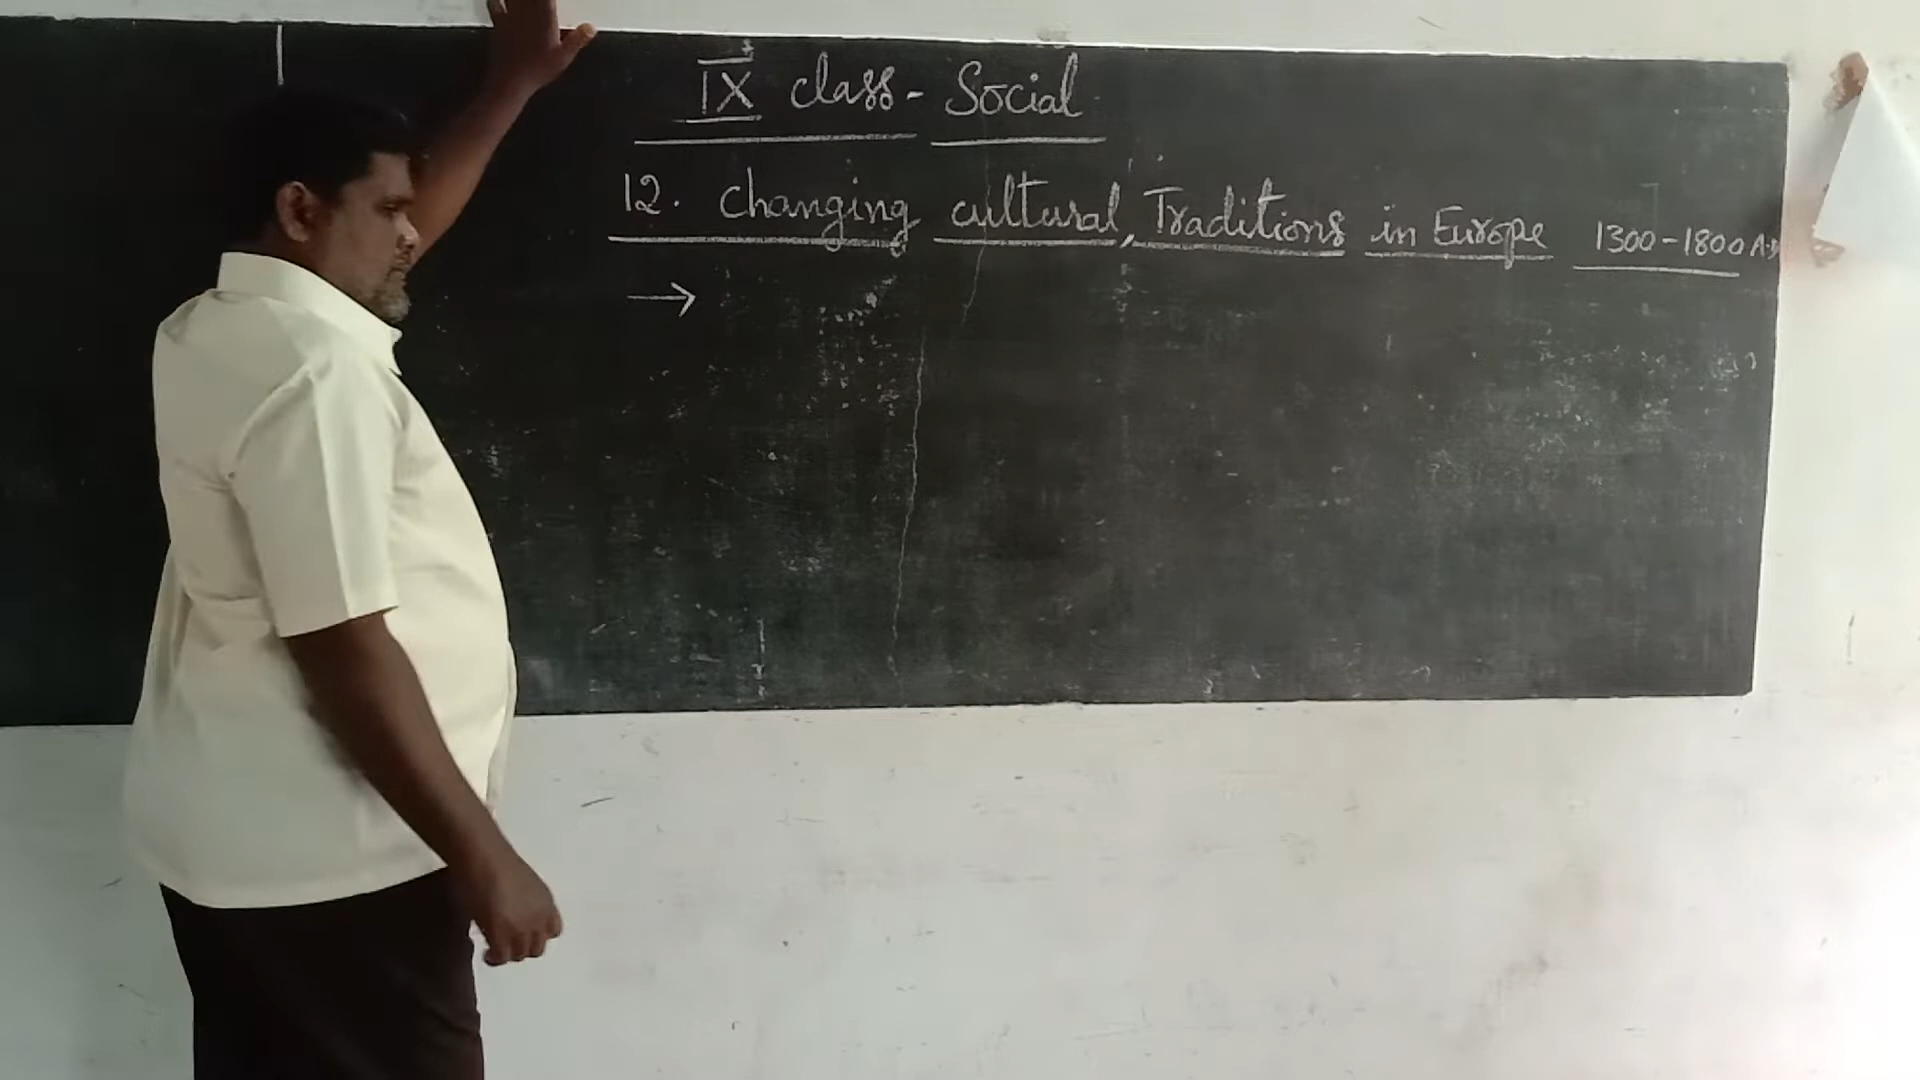 IX class - Social
12. Changing cultural, Traditions in Europe 1300-1800 A.D
→